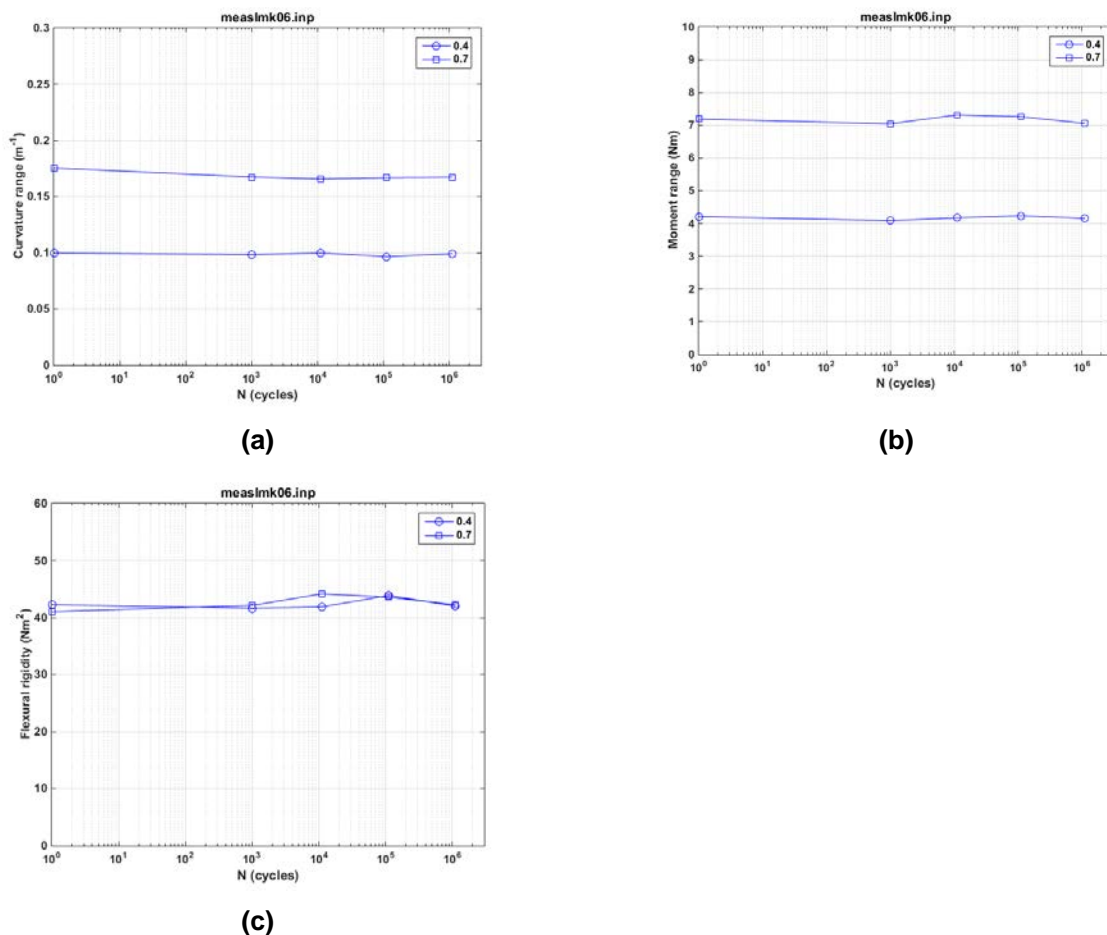 measlmk06.inp
0.4
0.7
0.3
0.25
0.2
0.15
0.1
0.05
0
Curvature range (m⁻¹)
10⁰ 10¹ 10² 10³ 10⁴ 10⁵ 10⁶
N (cycles)
(a)
measlmk06.inp
0.4
0.7
10
9
8
7
6
5
4
3
2
1
0
Moment range (Nm)
10⁰ 10¹ 10² 10³ 10⁴ 10⁵ 10⁶
N (cycles)
(b)
measlmk06.inp
0.4
0.7
60
50
40
30
20
10
0
Flexural rigidity (Nm²)
10⁰ 10¹ 10² 10³ 10⁴ 10⁵ 10⁶
N (cycles)
(c)